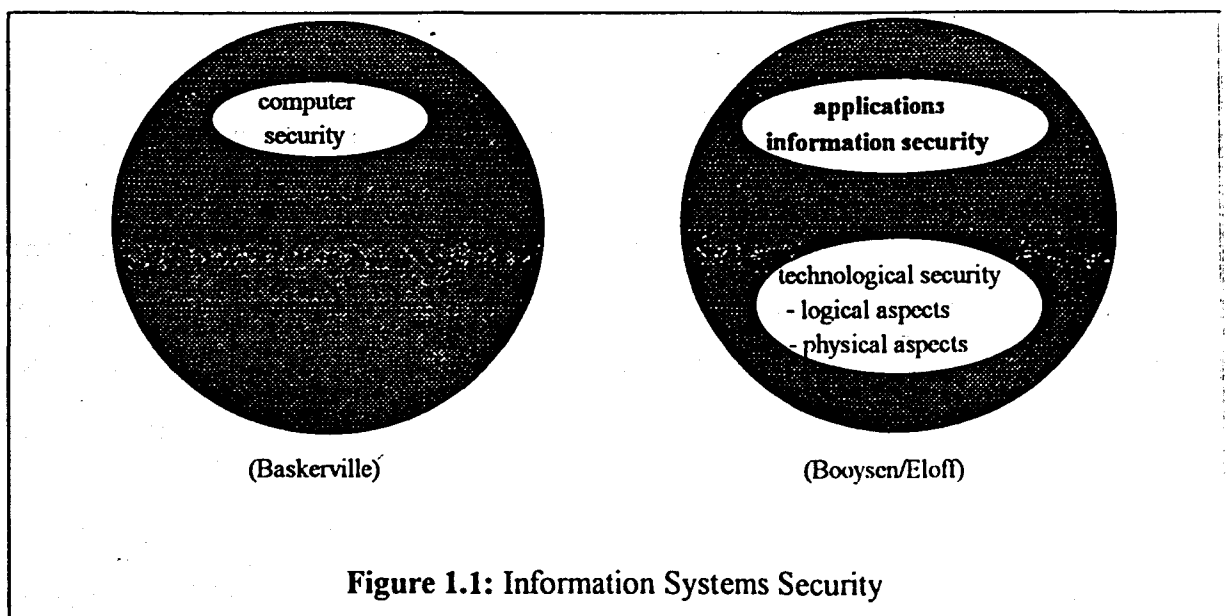 computer
security
applications
information security
technological security
- logical aspects
- physical aspects
(Baskerville)
(Booysen/Eloff)
Figure 1.1: Information Systems Security